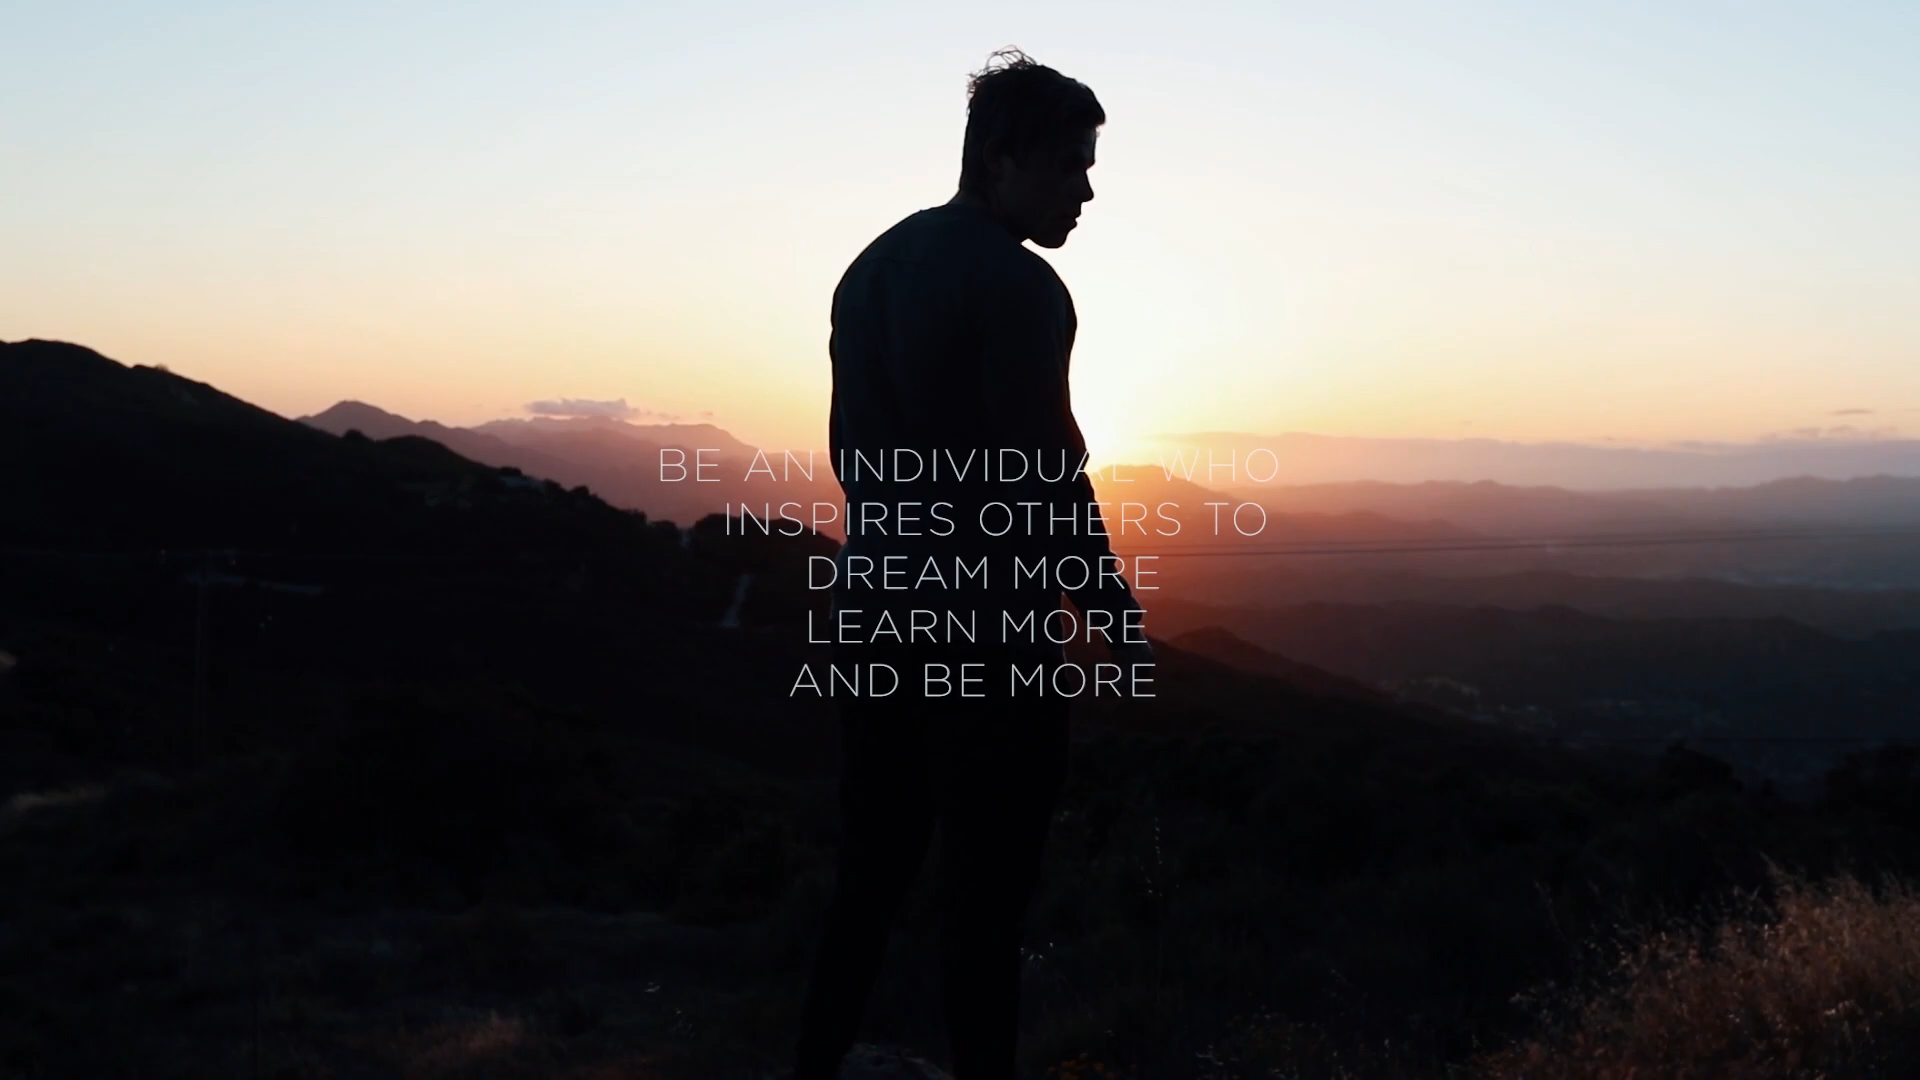 BE AN INDIVIDUAL WHO
INSPIRES OTHERS TO
DREAM MORE
LEARN MORE
AND BE MORE